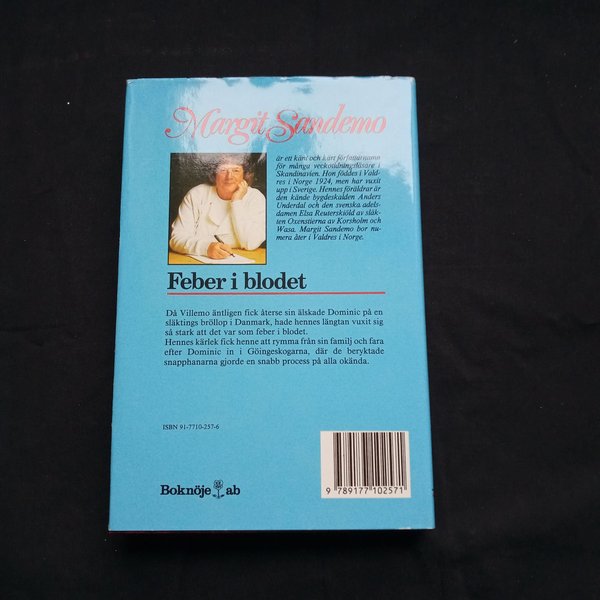 Margit Sandemo
är ett känt och kärt författarnamn
för många veckotidningsläsare i
Skandinavien. Hon föddes i Vald-
res i Norge 1924, men har vuxit
upp i Sverige. Hennes föräldrar är
den kände bygdeskalden Anders
Underdal och den svenska adels-
damen Elsa Reuterskiöld av släk-
ten Oxenstierna av Korsholm och
Wasa. Margit Sandemo bor nu-
mera åter i Valdres i Norge.
Feber i blodet
Då Villemo äntligen fick återse sin älskade Dominic på en
släktings bröllop i Danmark, hade hennes längtan vuxit sig
så stark att det var som feber i blodet.
Hennes kärlek fick henne att rymma från sin familj och fara
efter Dominic in i Göingeskogarna, där de beryktade
snapphanarna gjorde en snabb process på alla okända.
ISBN 91-7710-257-6
Boknöje ab
9 789177 102571